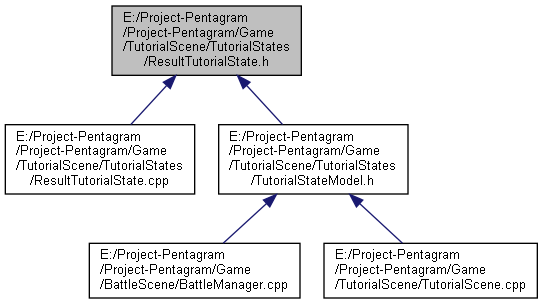 E:/Project-Pentagram
/Project-Pentagram/Game
/TutorialScene/TutorialStates
/ResultTutorialState.h
E:/Project-Pentagram
/Project-Pentagram/Game
/TutorialScene/TutorialStates
/ResultTutorialState.cpp
E:/Project-Pentagram
/Project-Pentagram/Game
/TutorialScene/TutorialStates
/TutorialStateModel.h
E:/Project-Pentagram
/Project-Pentagram/Game
/BattleScene/BattleManager.cpp
E:/Project-Pentagram
/Project-Pentagram/Game
/TutorialScene/TutorialScene.cpp